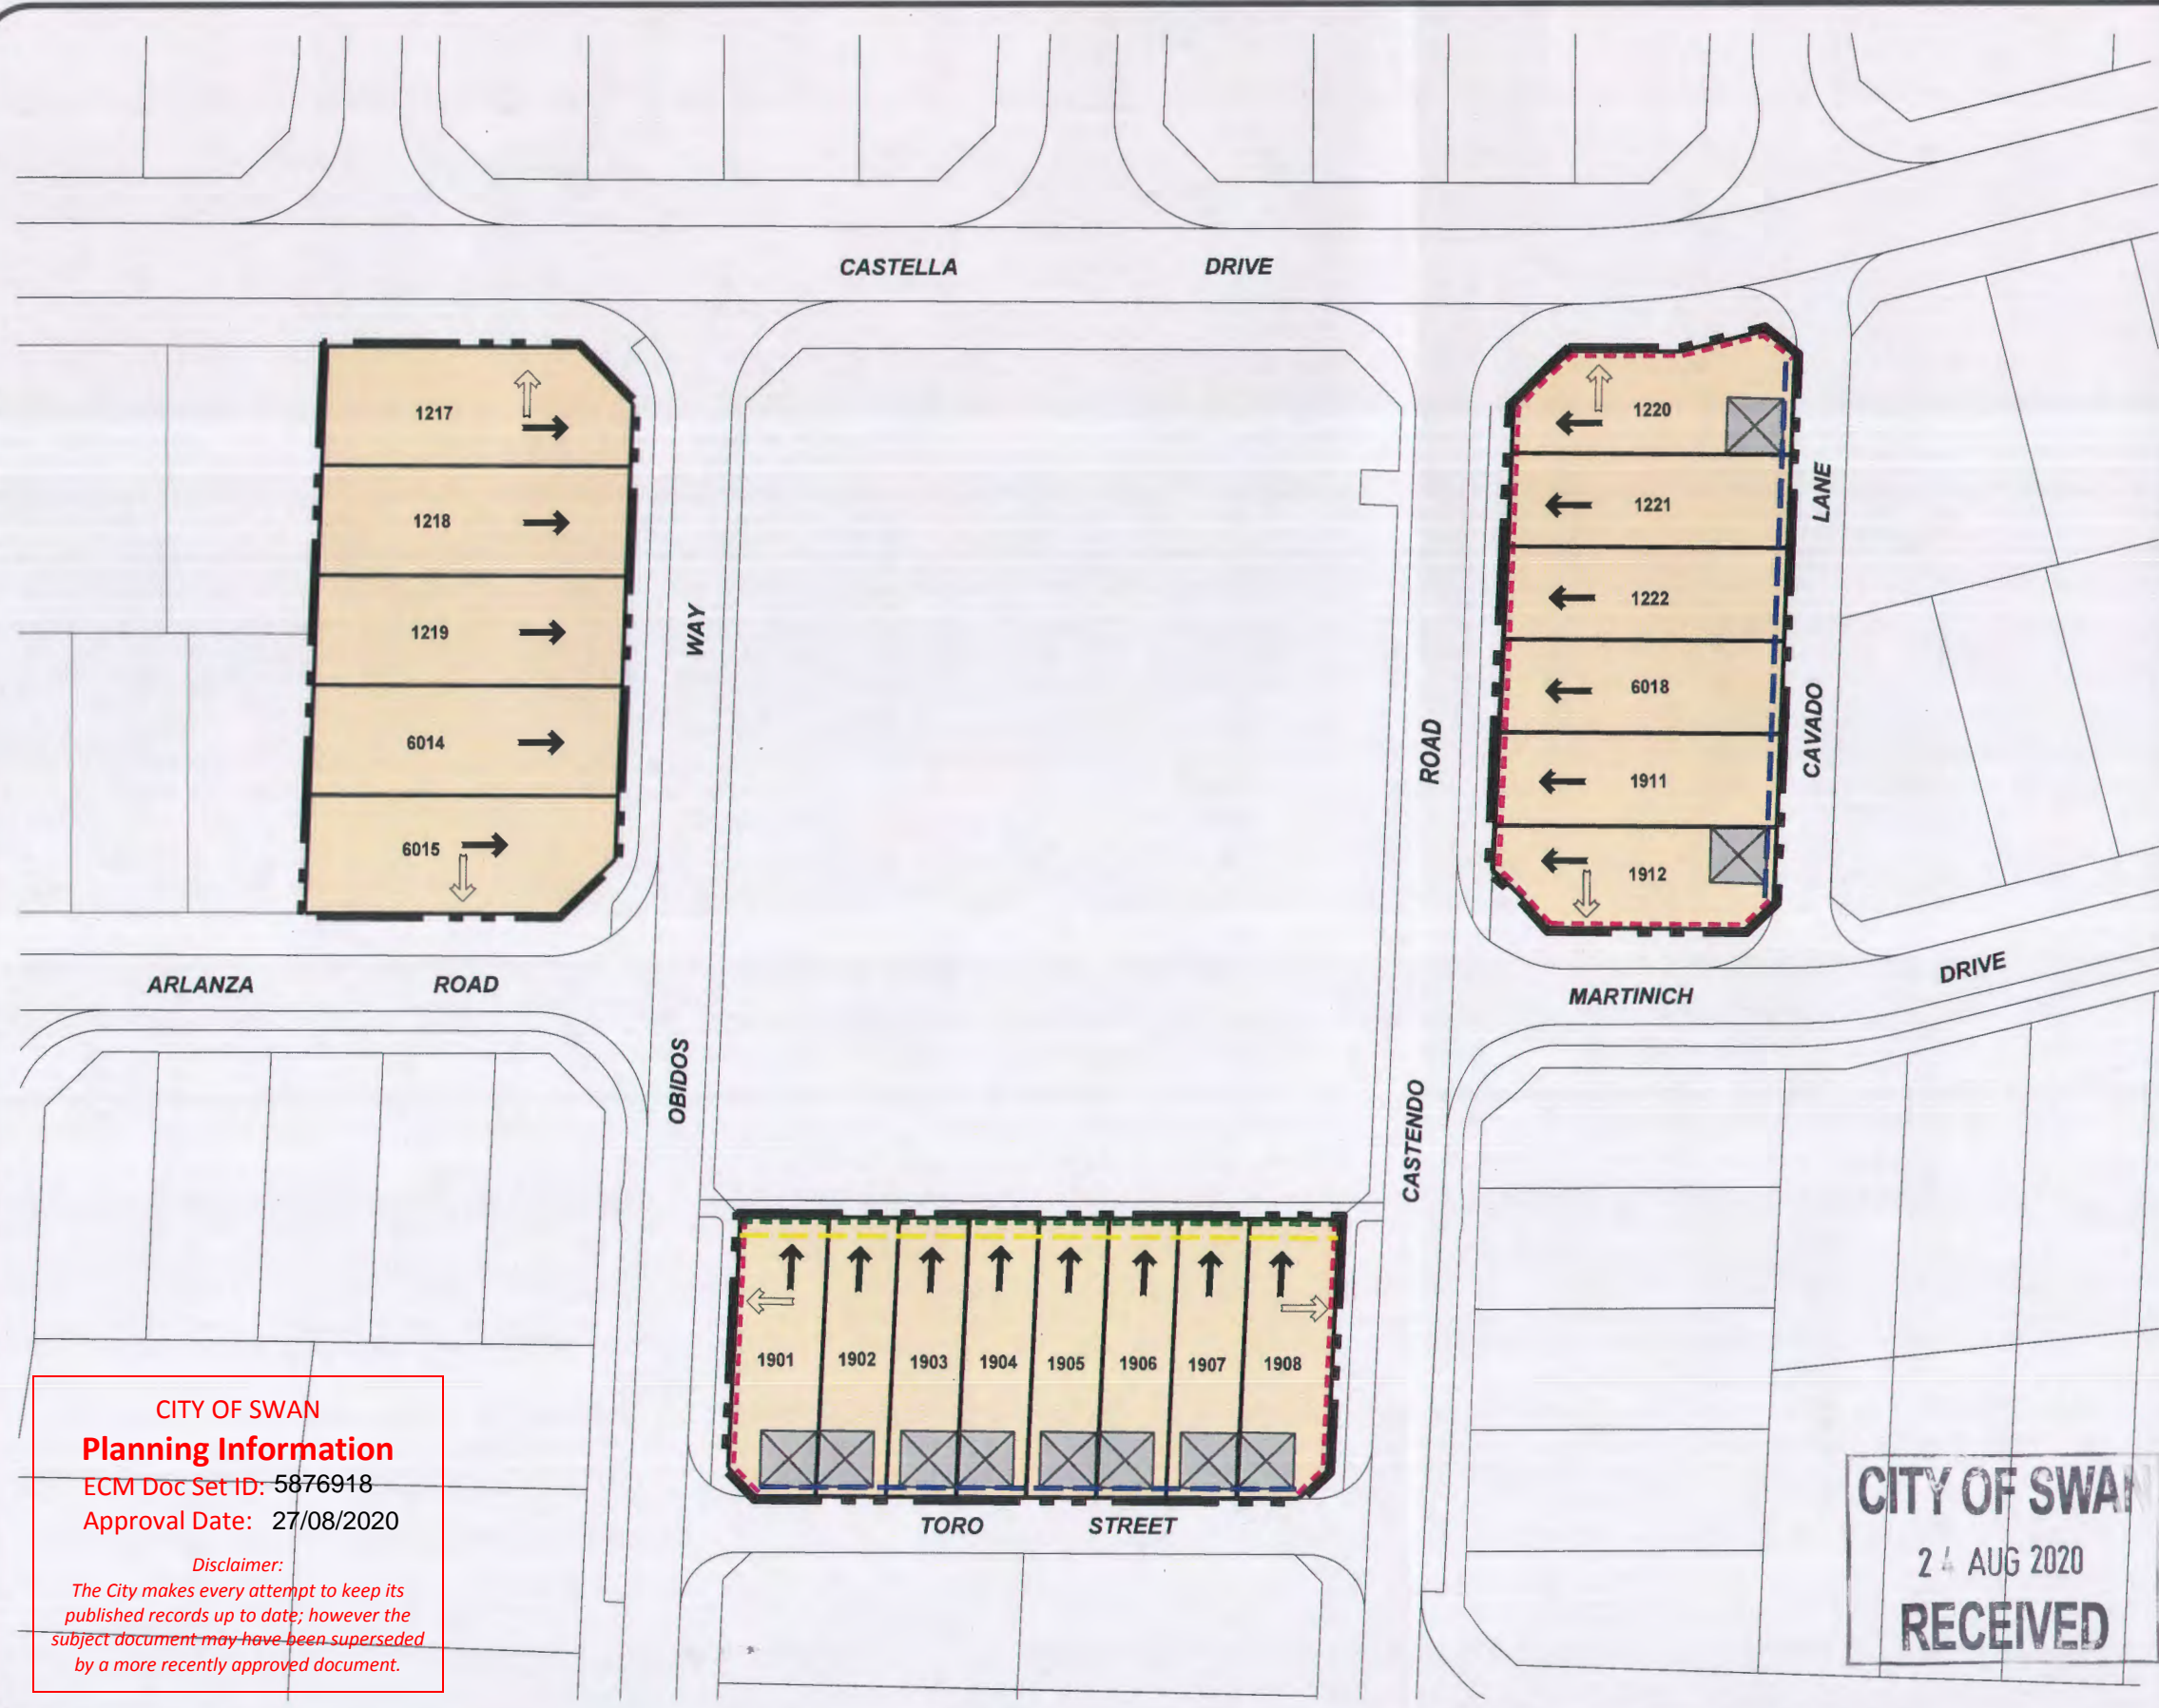 CASTELLA DRIVE
1217
1218
1219
6014
6015
WAY
OBIDOS
1220
1221
1222
6018
1911
1912
LANE
CAVADO
ROAD
CASTENDO
ARLANZA ROAD
MARTINICH DRIVE
1901 1902 1903 1904 1905 1906 1907 1908
TORO STREET
CITY OF SWAN
Planning Information
ECM Doc Set ID: 5876918
Approval Date: 27/08/2020
Disclaimer:
The City makes every attempt to keep its
published records up to date; however the
subject document may have been superseded
by a more recently approved document.
CITY OF SWAN
24 AUG 2020
RECEIVED